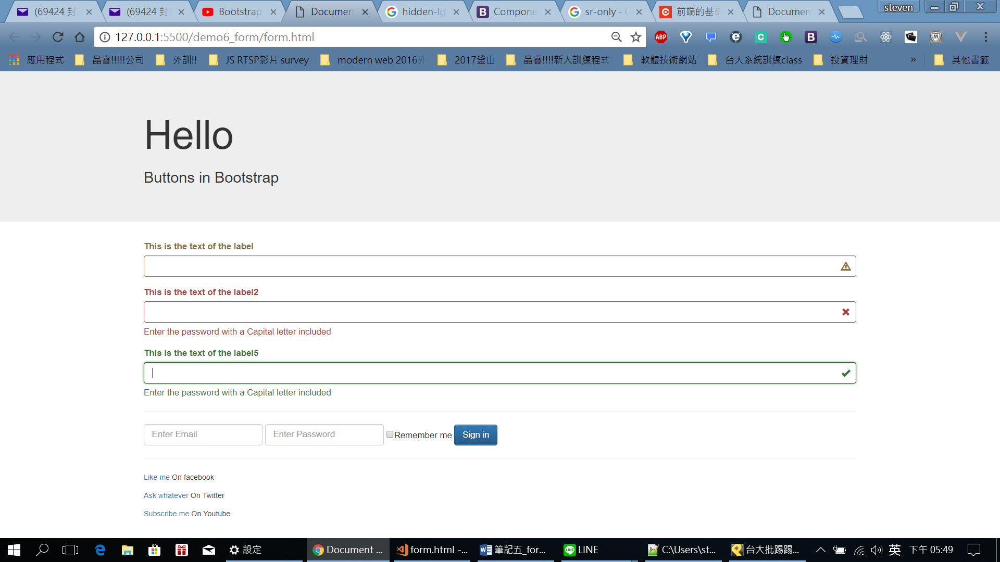 (69424 封
(69424 封
Bootstrap
Documen
hidden-lg
Compone
sr-only - G
前端的基礎
Documen
steven
127.0.0.1:5500/demo6_form/form.html
ABP
應用程式
晶睿!!!!!公司
外訓!!
JS RTSP影片 survey
modern web 2016外
2017釜山
晶睿!!!!新人訓練程式
軟體技術網站
台大系統訓練class
投資理財
»
其他書籤
Hello
Buttons in Bootstrap
This is the text of the label
This is the text of the label2
Enter the password with a Capital letter included
This is the text of the label5
Enter the password with a Capital letter included
Enter Email
Enter Password
Remember me
Sign in
Like me On facebook
Ask whatever On Twitter
Subscribe me On Youtube
設定
Document ...
form.html -...
筆記五_for...
LINE
C:\Users\st...
台大批踢踢...
英
下午 05:49